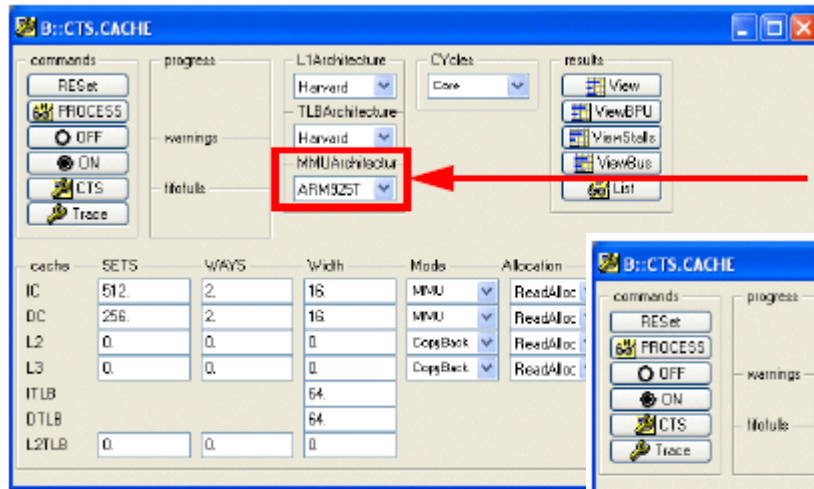 B::CTS.CACHE
commands progress L1Architecture CYcles results
RESet Harvard Core View
PROCESS TLBArchitecture ViewBPU
OFF warnings Harvard ViewStalls
ON MMUArchitectur ViewBus
CTS fifofulls ARM925T List
Trace
cache SETS WAYS Width Mode Allocation
IC 512. 2. 16. MMU ReadAlloc
DC 256. 2. 16. MMU ReadAlloc
L2 0. 0. 0. CopyBack ReadAlloc
L3 0. 0. 0. CopyBack ReadAlloc
ITLB 64.
DTLB 64.
L2TLB 0. 0. 0.
B::CTS.CACHE
commands progress
RESet
PROCESS
OFF warnings
ON
CTS fifofulls
Trace